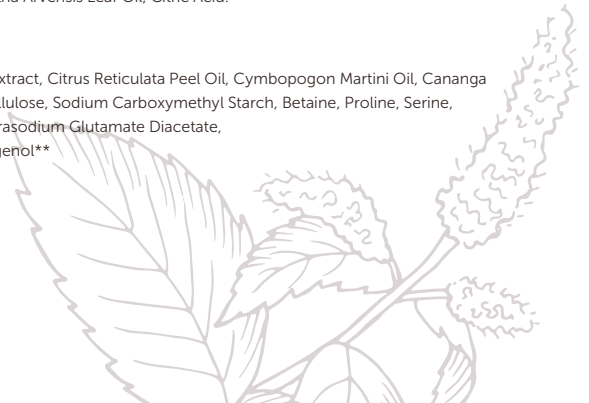 Arvensis Leaf Oil, Citric Acid.
xtract, Citrus Reticulata Peel Oil, Cymbopogon Martini Oil, Cananga
llulose, Sodium Carboxymethyl Starch, Betaine, Proline, Serine,
rasodium Glutamate Diacetate,
genol**